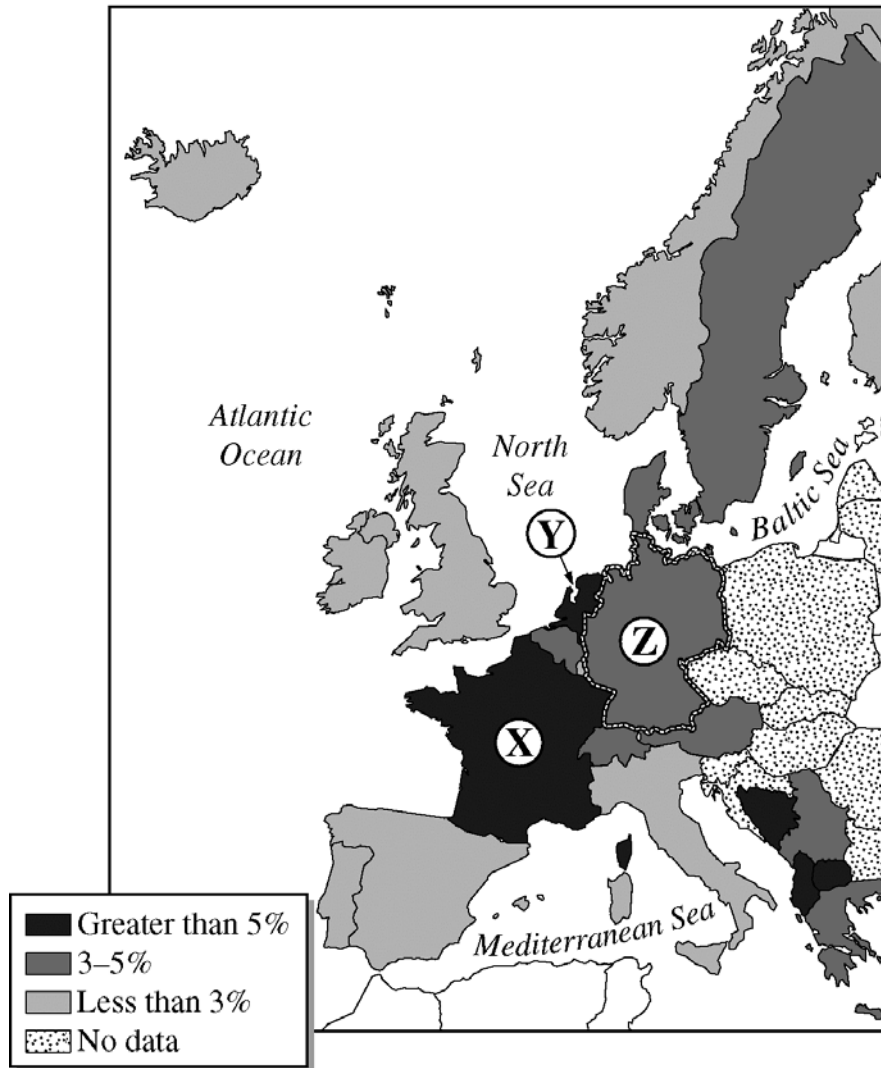 Atlantic
Ocean
North
Sea
Baltic Sea
Y
Z
X
Mediterranean Sea
Greater than 5%
3–5%
Less than 3%
No data